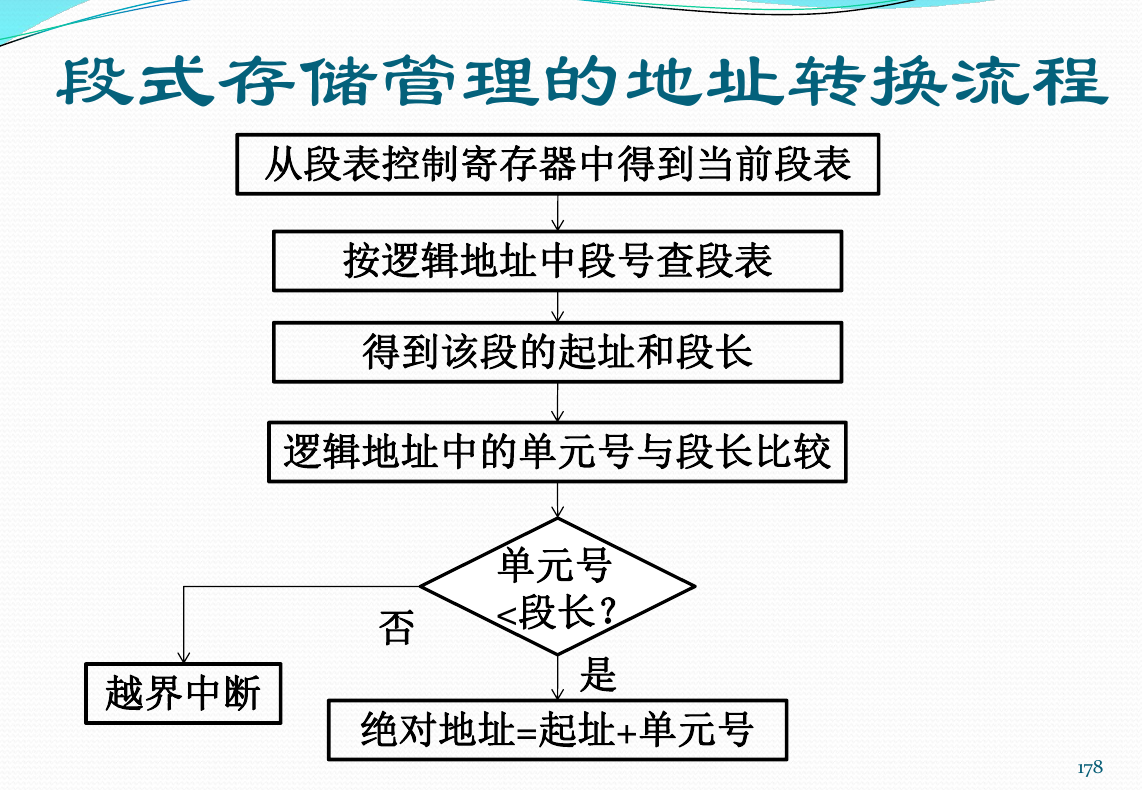 段式存储管理的地址转换流程
从段表控制寄存器中得到当前段表
按逻辑地址中段号查段表
得到该段的起址和段长
逻辑地址中的单元号与段长比较
单元号
<段长？
否
是
越界中断
绝对地址=起址+单元号
178